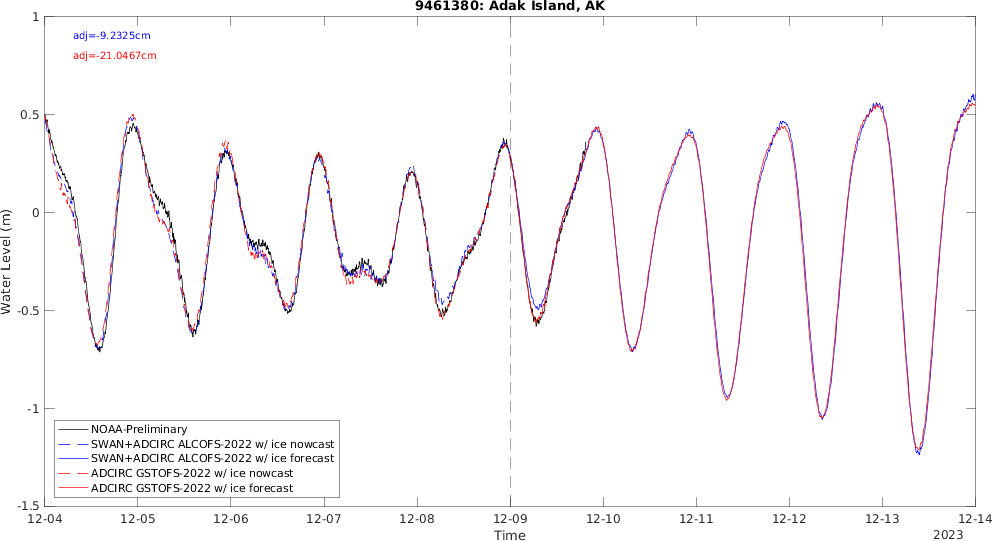 9461380: Adak Island, AK
adj=-9.2325cm
adj=-21.0467cm
1
0.5
0
-0.5
-1
-1.5
Water Level (m)
NOAA-Preliminary
SWAN+ADCIRC ALCOFS-2022 w/ ice nowcast
SWAN+ADCIRC ALCOFS-2022 w/ ice forecast
ADCIRC GSTOFS-2022 w/ ice nowcast
ADCIRC GSTOFS-2022 w/ ice forecast
12-04 12-05 12-06 12-07 12-08 12-09 12-10 12-11 12-12 12-13 12-14
Time
2023